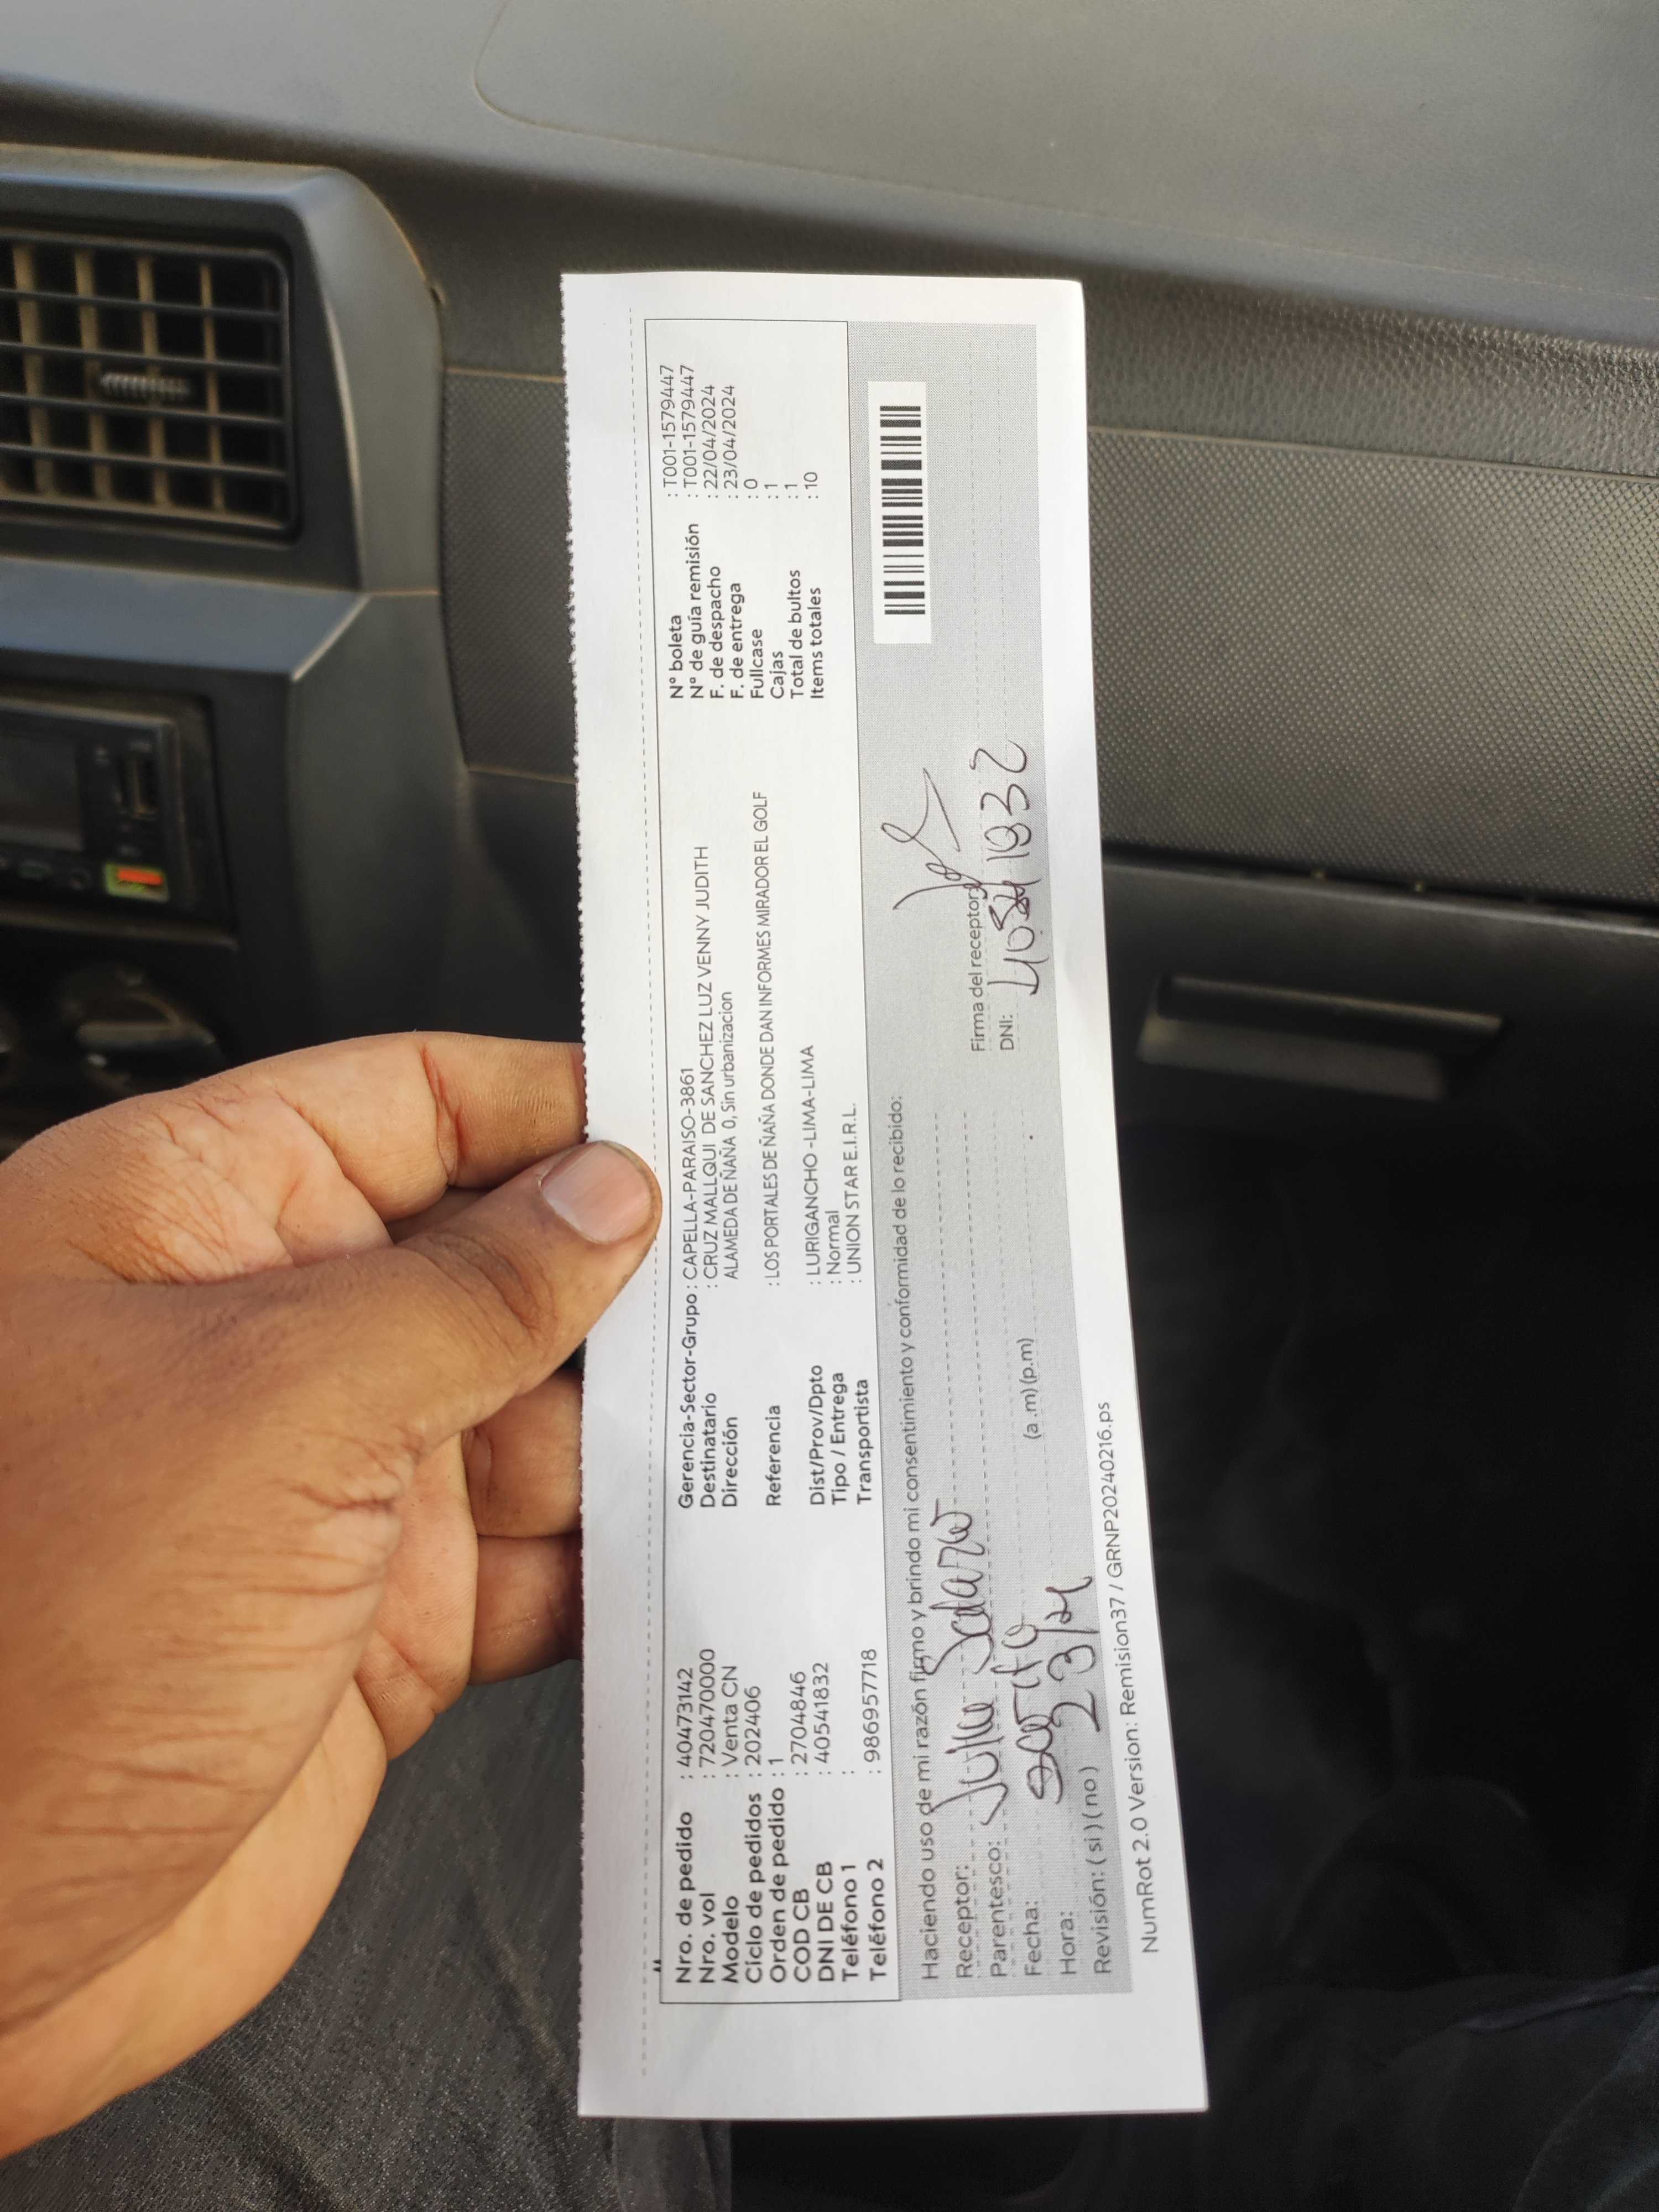 Nro. de pedido : 40473142
Nro. vol : 720470000
Modelo : Venta CN
Ciclo de pedidos : 202406
Orden de pedido : 1
COD CB : 2704846
DNI DE CB : 40541832
Teléfono 1 :
Teléfono 2 : 986957718
Gerencia-Sector-Grupo : CAPELLA-PARAISO-3861
Destinatario : CRUZ MALLQUI DE SANCHEZ LUZ VENNY JUDITH
Dirección ALAMEDA DE ÑAÑA 0, Sin urbanizacion
Referencia : LOS PORTALES DE ÑAÑA DONDE DAN INFORMES MIRADOR EL GOLF
Dist/Prov/Dpto : LURIGANCHO -LIMA-LIMA
Tipo / Entrega : Normal
Transportista : UNION STAR E.I.R.L.
N° boleta : T001-1579447
N° de guía remisión : T001-1579447
F. de despacho : 22/04/2024
F. de entrega : 23/04/2024
Fullcase : 0
Cajas : 1
Total de bultos : 1
Items totales : 10
Haciendo uso de mi razón firmo y brindo mi consentimiento y conformidad de lo recibido:
Receptor:
Parentesco:
Fecha:
Hora: 23/4 (a.m) (p.m)
Revisión: ( si ) ( no )
Firma del receptor:
DNI: 40541832
NumRot 2.0 Version: Remision37 / GRNP20240216.ps